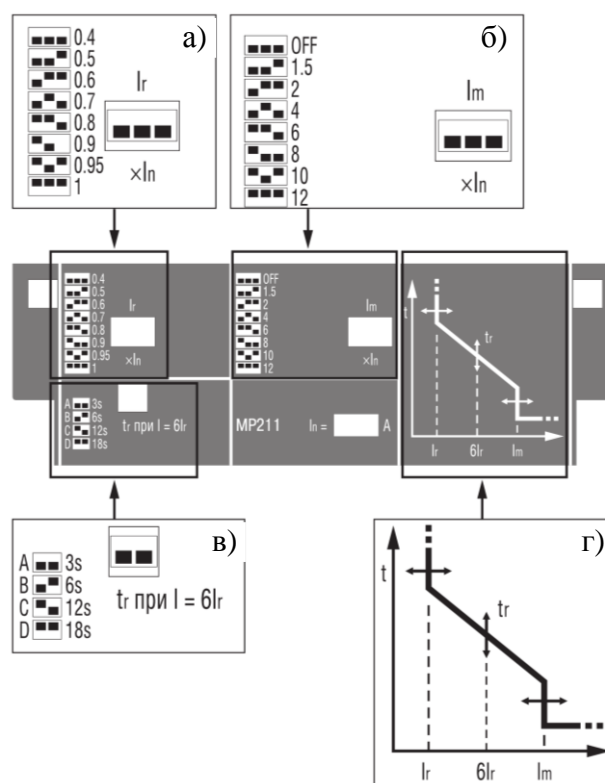 а)
0.4
0.5
0.6
0.7
0.8
0.9
0.95
1
Ir
×In
б)
OFF
1.5
2
4
6
8
10
12
Im
×In
0.4
0.5
0.6
0.7
0.8
0.9
0.95
1
Ir
×In
OFF
1.5
2
4
6
8
10
12
Im
×In
t
tr
Ir 6Ir Im
A 3s
B 6s
C 12s
D 18s
tr при I = 6Ir
МР211
In = А
в)
A 3s
B 6s
C 12s
D 18s
tr при I = 6Ir
г)
t
tr
Ir 6Ir Im